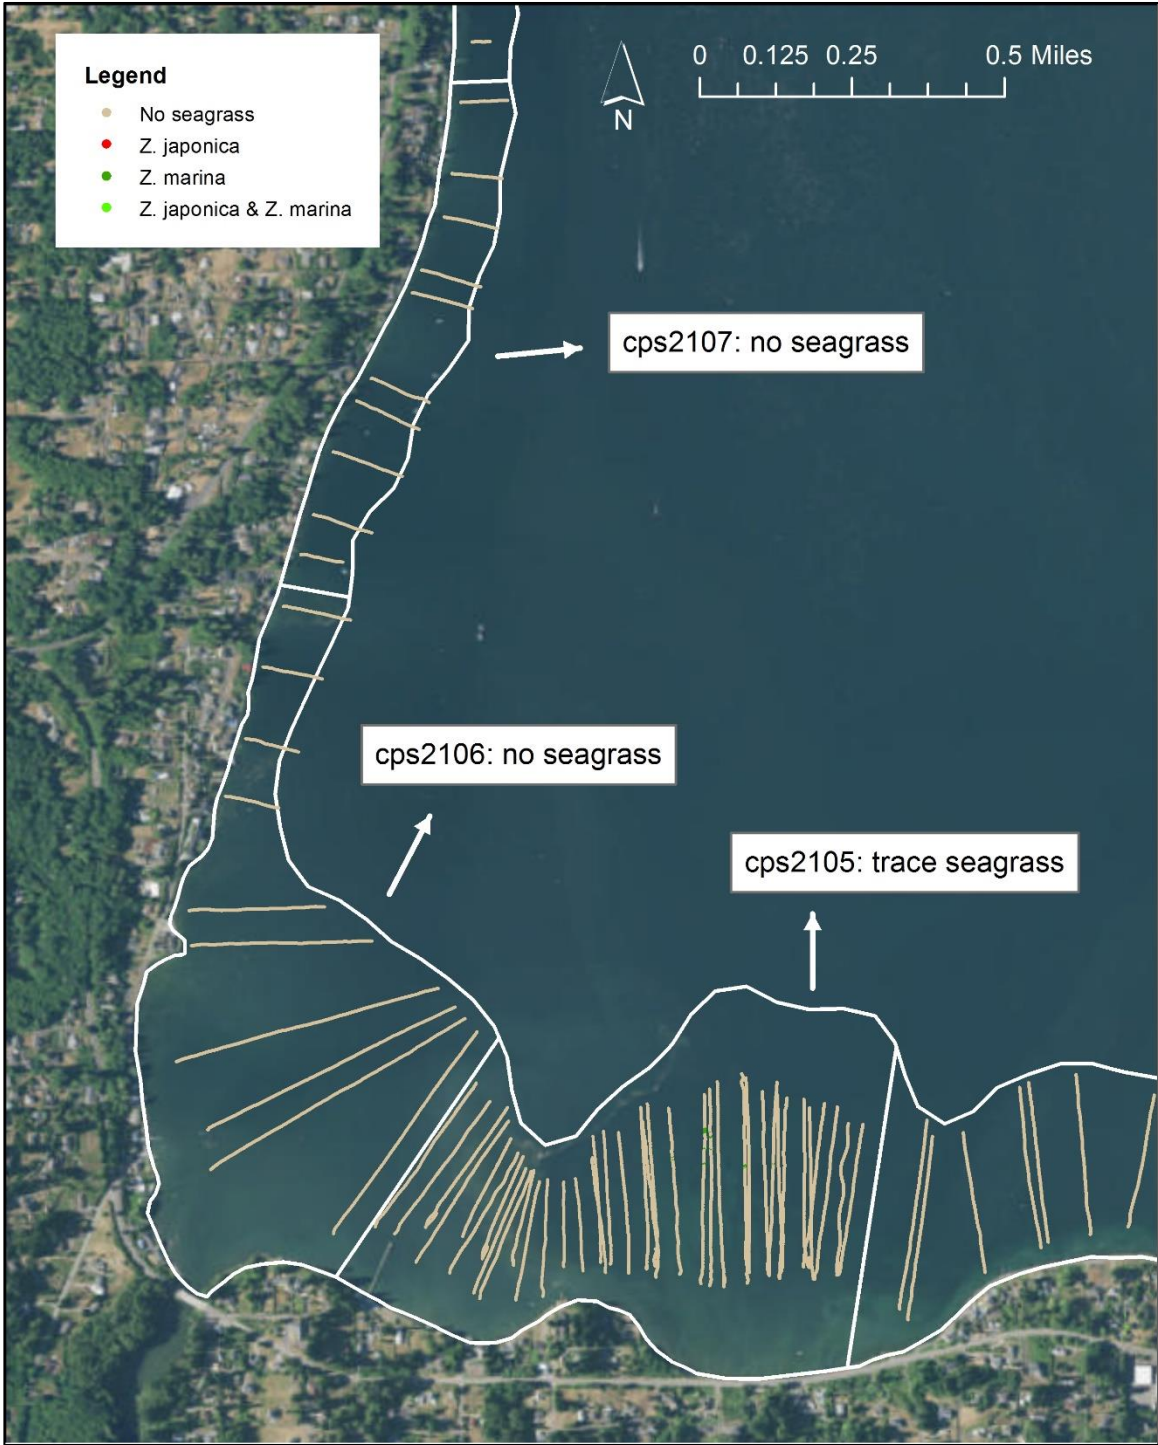 Legend
No seagrass
Z. japonica
Z. marina
Z. japonica & Z. marina
0 0.125 0.25 0.5 Miles
N
cps2107: no seagrass
cps2106: no seagrass
cps2105: trace seagrass